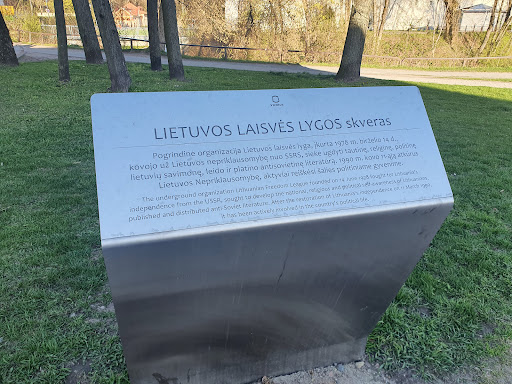 LIETUVOS LAISVĖS LYGOS skveras
Pogrindinė organizacija Lietuvos laisvės lyga, įkurta 1978 m. birželio 14 d.,
kovojo už Lietuvos nepriklausomybę nuo SSRS, siekė ugdyti tautinę, religinę, politinę
lietuvių savimonę, leido ir platino antisovietinę literatūrą, 1990 m. kovo 11-ąją atkūrus
Lietuvos Nepriklausomybę, aktyviai reiškėsi šalies politiniame gyvenime.
The underground organization Lithuanian Freedom League founded on 14 June 1978 fought for Lithuania's
independence from the USSR, sought to develop the national, religious and political self-awareness of Lithuanians,
published and distributed anti-Soviet literature. After the restoration of Lithuania's Independence on 11 March 1990,
it has been actively involved in the country's political life.